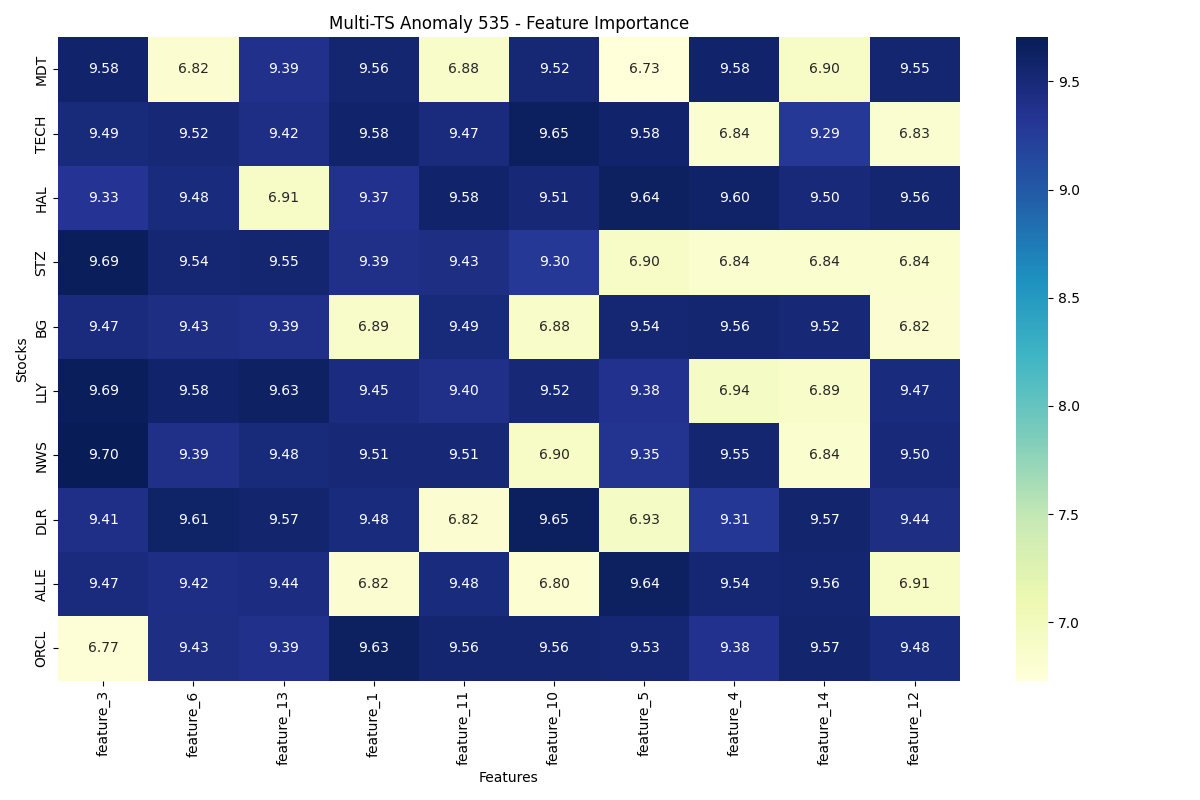 Multi-TS Anomaly 535 - Feature Importance
Stocks
MDT 9.58 6.82 9.39 9.56 6.88 9.52 6.73 9.58 6.90 9.55
TECH 9.49 9.52 9.42 9.58 9.47 9.65 9.58 6.84 9.29 6.83
HAL 9.33 9.48 6.91 9.37 9.58 9.51 9.64 9.60 9.50 9.56
STZ 9.69 9.54 9.55 9.39 9.43 9.30 6.90 6.84 6.84 6.84
BG 9.47 9.43 9.39 6.89 9.49 6.88 9.54 9.56 9.52 6.82
LLY 9.69 9.58 9.63 9.45 9.40 9.52 9.38 6.94 6.89 9.47
NWS 9.70 9.39 9.48 9.51 9.51 6.90 9.35 9.55 6.84 9.50
DLR 9.41 9.61 9.57 9.48 6.82 9.65 6.93 9.31 9.57 9.44
ALLE 9.47 9.42 9.44 6.82 9.48 6.80 9.64 9.54 9.56 6.91
ORCL 6.77 9.43 9.39 9.63 9.56 9.56 9.53 9.38 9.57 9.48
feature_3 feature_6 feature_13 feature_1 feature_11 feature_10 feature_5 feature_4 feature_14 feature_12
Features
9.5
9.0
8.5
8.0
7.5
7.0